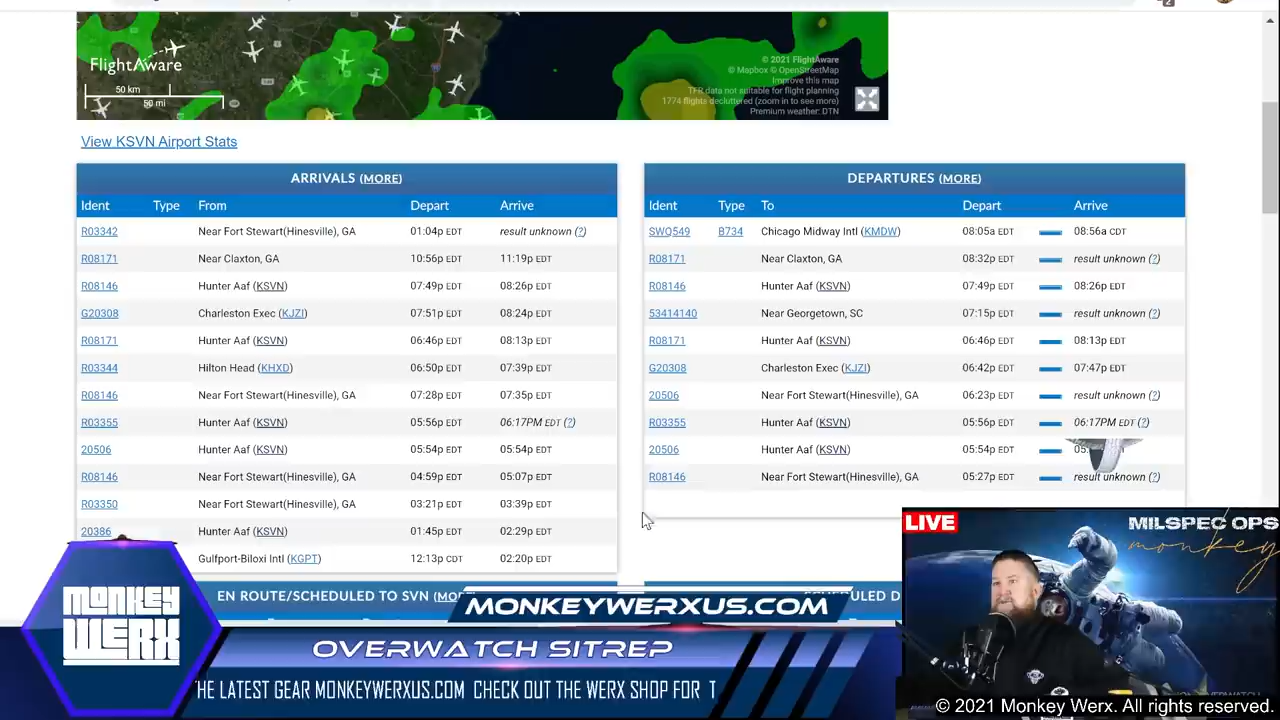 FlightAware
50 km
50 mi
© 2021 FlightAware
© Mapbox © OpenStreetMap
Improve this map
TFR data not suitable for flight planning
1774 flights decluttered (zoom in to see more)
Premium weather: DTN
View KSVN Airport Stats
ARRIVALS (MORE)
Ident Type From Depart Arrive
R03342 Near Fort Stewart(Hinesville), GA 01:04p EDT result unknown (?)
R08171 Near Claxton, GA 10:56p EDT 11:19p EDT
R08146 Hunter Aaf (KSVN) 07:49p EDT 08:26p EDT
G20308 Charleston Exec (KJZI) 07:51p EDT 08:24p EDT
R08171 Hunter Aaf (KSVN) 06:46p EDT 08:13p EDT
R03344 Hilton Head (KHXD) 06:50p EDT 07:39p EDT
R08146 Near Fort Stewart(Hinesville), GA 07:28p EDT 07:35p EDT
R03355 Hunter Aaf (KSVN) 05:56p EDT 06:17PM EDT (?)
20506 Hunter Aaf (KSVN) 05:54p EDT 05:54p EDT
R08146 Near Fort Stewart(Hinesville), GA 04:59p EDT 05:07p EDT
R03350 Near Fort Stewart(Hinesville), GA 03:21p EDT 03:39p EDT
20386 Hunter Aaf (KSVN) 01:45p EDT 02:29p EDT
Gulfport-Biloxi Intl (KGPT) 12:13p CDT 02:20p EDT
DEPARTURES (MORE)
Ident Type To Depart Arrive
SWQ549 B734 Chicago Midway Intl (KMDW) 08:05a EDT 08:56a CDT
R08171 Near Claxton, GA 08:32p EDT result unknown (?)
R08146 Hunter Aaf (KSVN) 07:49p EDT 08:26p EDT
53414140 Near Georgetown, SC 07:15p EDT result unknown (?)
R08171 Hunter Aaf (KSVN) 06:46p EDT 08:13p EDT
G20308 Charleston Exec (KJZI) 06:42p EDT 07:47p EDT
20506 Near Fort Stewart(Hinesville), GA 06:23p EDT result unknown (?)
R03355 Hunter Aaf (KSVN) 05:56p EDT 06:17PM EDT (?)
20506 Hunter Aaf (KSVN) 05:54p EDT
R08146 Near Fort Stewart(Hinesville), GA 05:27p EDT result unknown (?)
EN ROUTE/SCHEDULED TO SVN
MONKEYWERXUS.COM
MONKEY
WERX
OVERWATCH SITREP
HE LATEST GEAR MONKEYWERXUS.COM CHECK OUT THE WERX SHOP FOR T
LIVE
MILSPEC OPS
monkey
© 2021 Monkey Werx. All rights reserved.